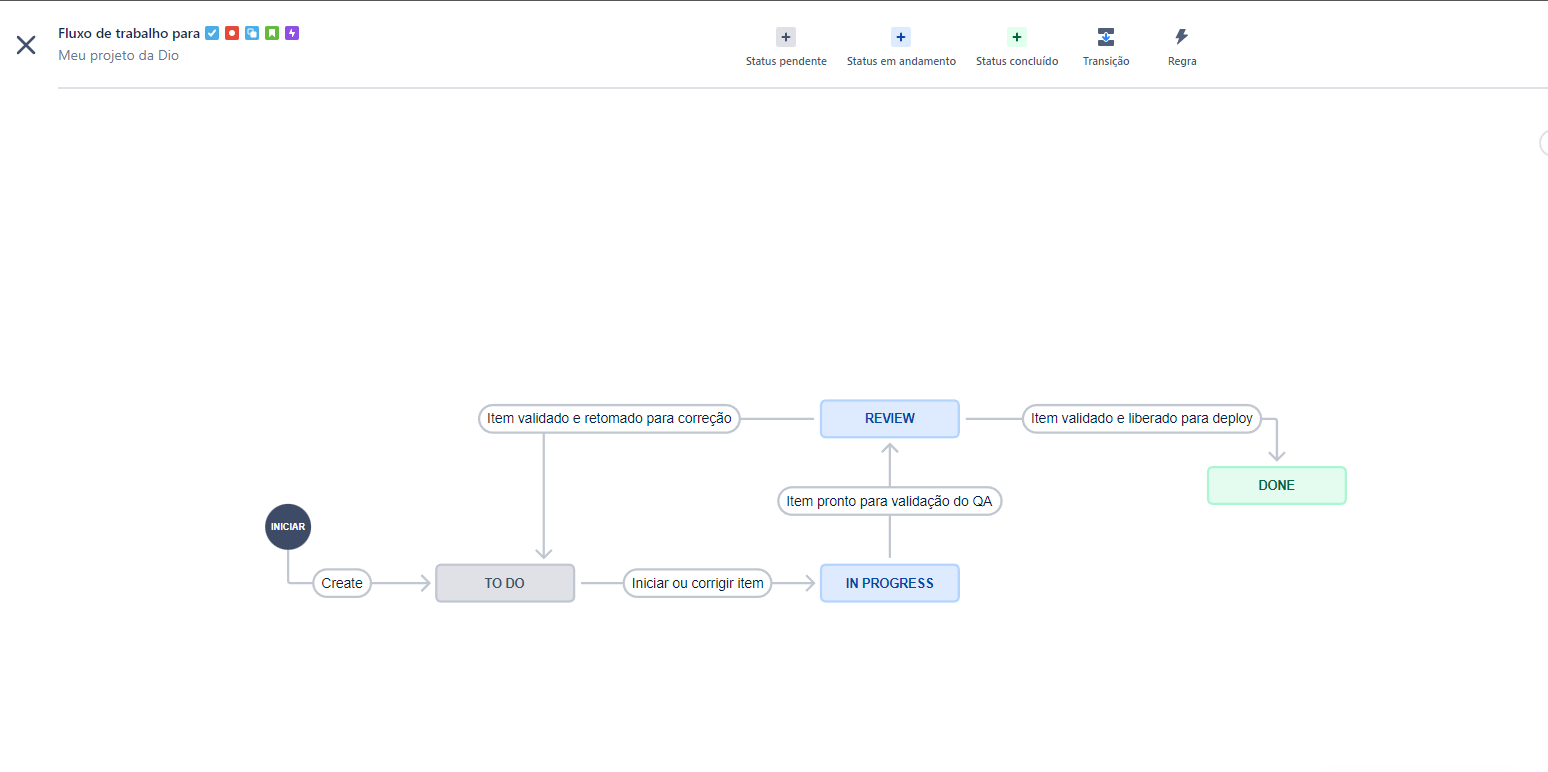 Fluxo de trabalho para
Meu projeto da Dio
Status pendente
Status em andamento
Status concluído
Transição
Regra
Item validado e retomado para correção
REVIEW
Item validado e liberado para deploy
DONE
Item pronto para validação do QA
INICIAR
Create
TO DO
Iniciar ou corrigir item
IN PROGRESS